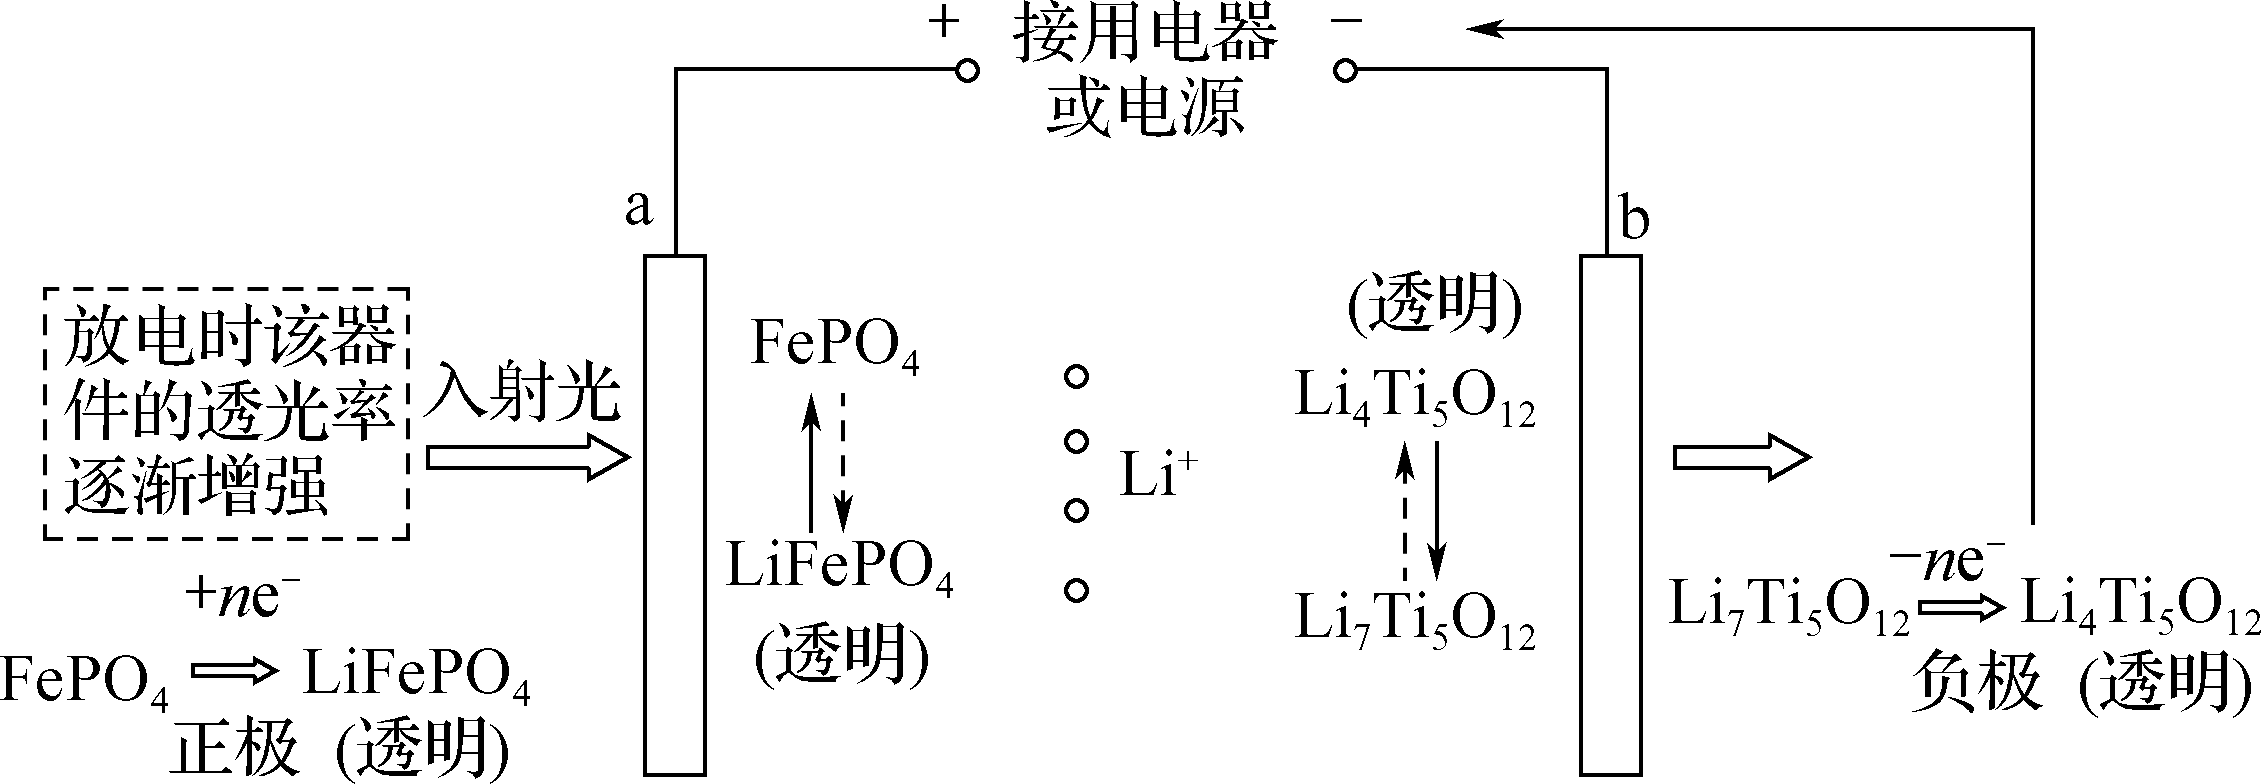 + 接用电器 −
或电源
a
b
放电时该器
件的透光率
逐渐增强
入射光
FePO₄
LiFePO₄
(透明)
Li⁺
(透明)
Li₄Ti₅O₁₂
Li₇Ti₅O₁₂
+ne⁻
FePO₄ ⇒ LiFePO₄
正极 (透明)
−ne⁻
Li₇Ti₅O₁₂ ⇒ Li₄Ti₅O₁₂
负极 (透明)